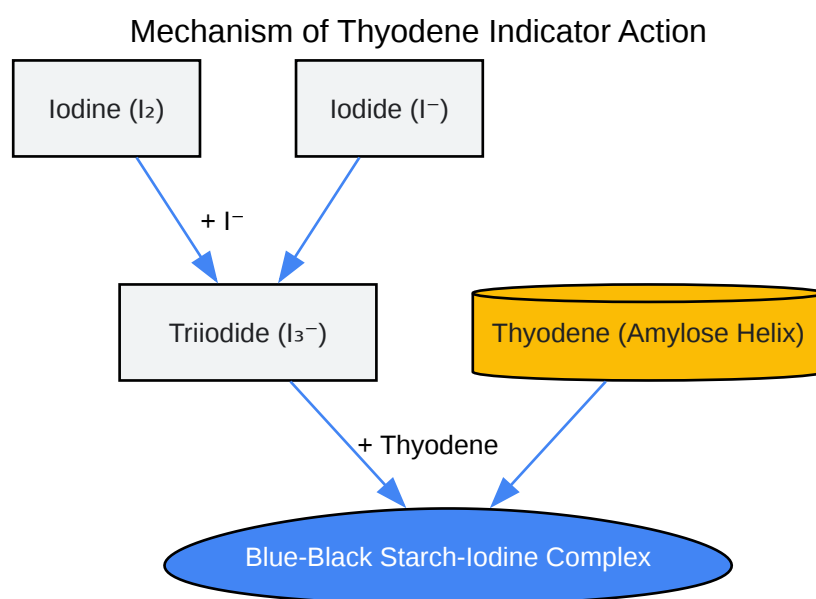 Mechanism of Thyodene Indicator Action
Iodine (I₂)
Iodide (I⁻)
+ I⁻
Triiodide (I₃⁻)
Thyodene (Amylose Helix)
+ Thyodene
Blue-Black Starch-Iodine Complex